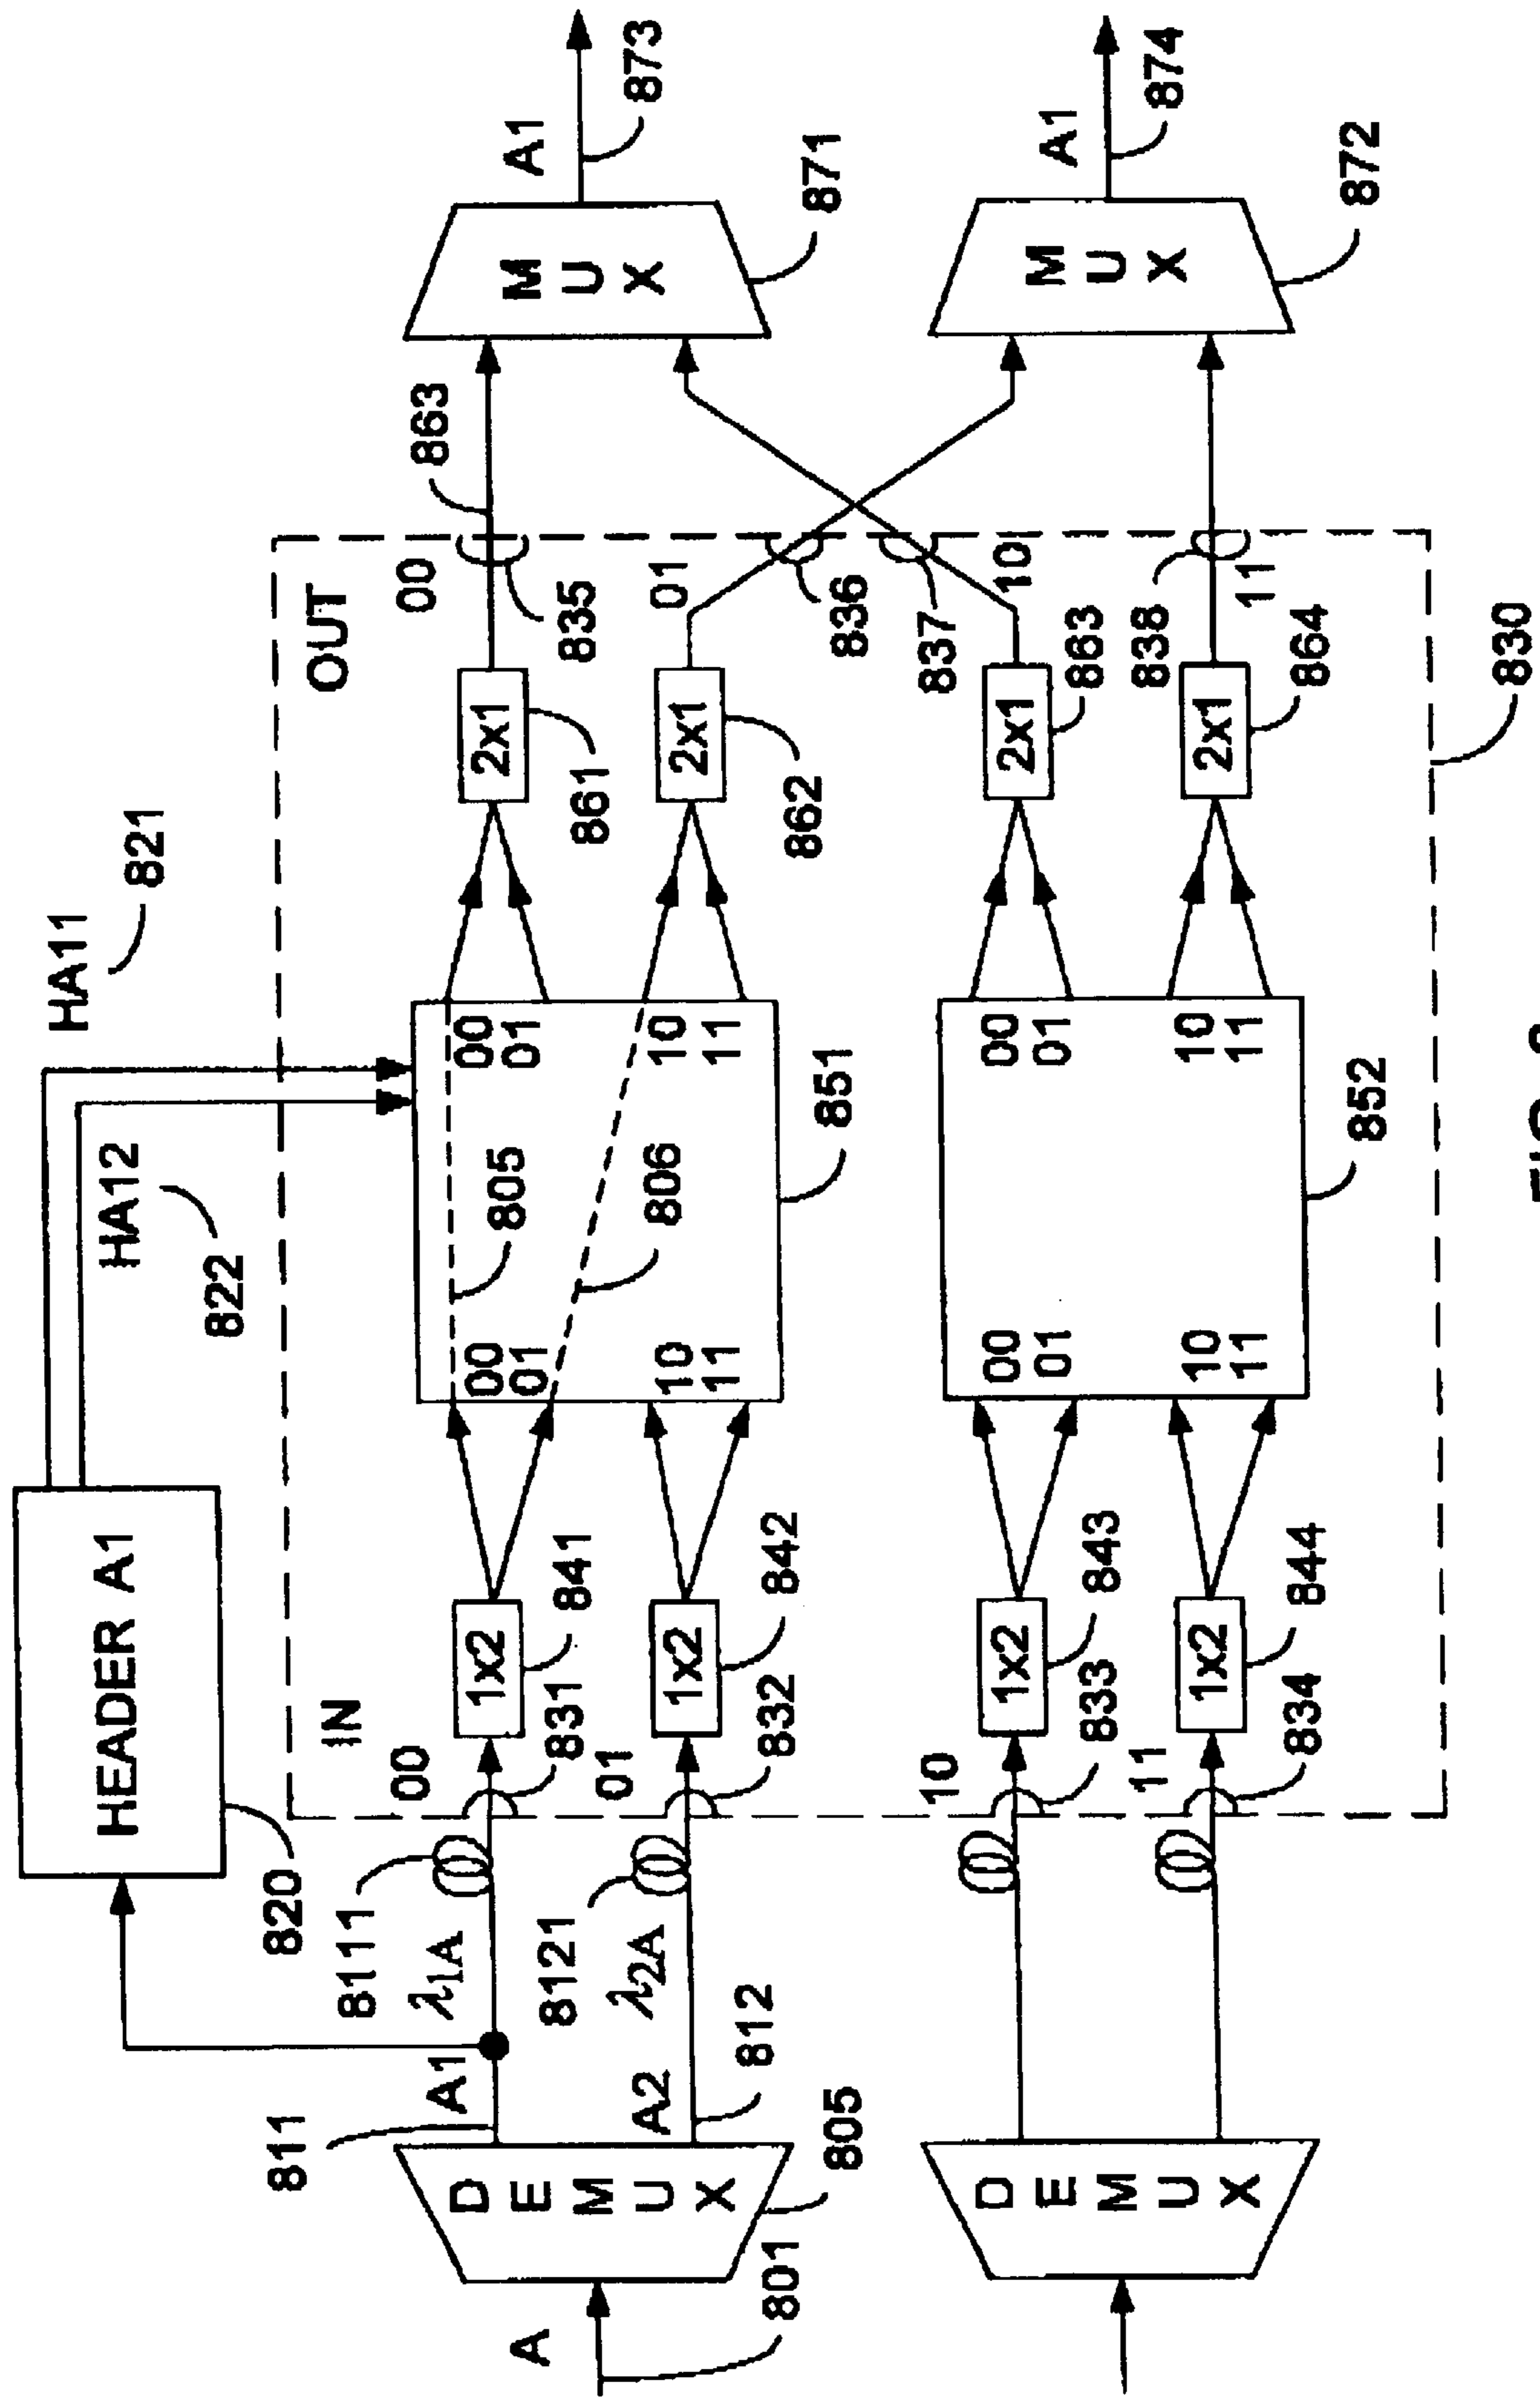 HEADER A1
820
HA11
821
HA12
822
IN
OUT
A
801
DEMUX
805
811
A1
8111
λ1A
A2
812
8121
λ2A
00
831
01
832
1x2
841
1x2
842
00
01
10
11
805
806
00
01
10
11
851
2x1
861
2x1
862
00
835
863
01
836
MUX
871
A1
873
DEMUX
10
833
11
834
1x2
843
1x2
844
00
01
10
11
00
01
10
11
852
2x1
863
2x1
864
837
10
838
11
830
MUX
872
A1
874